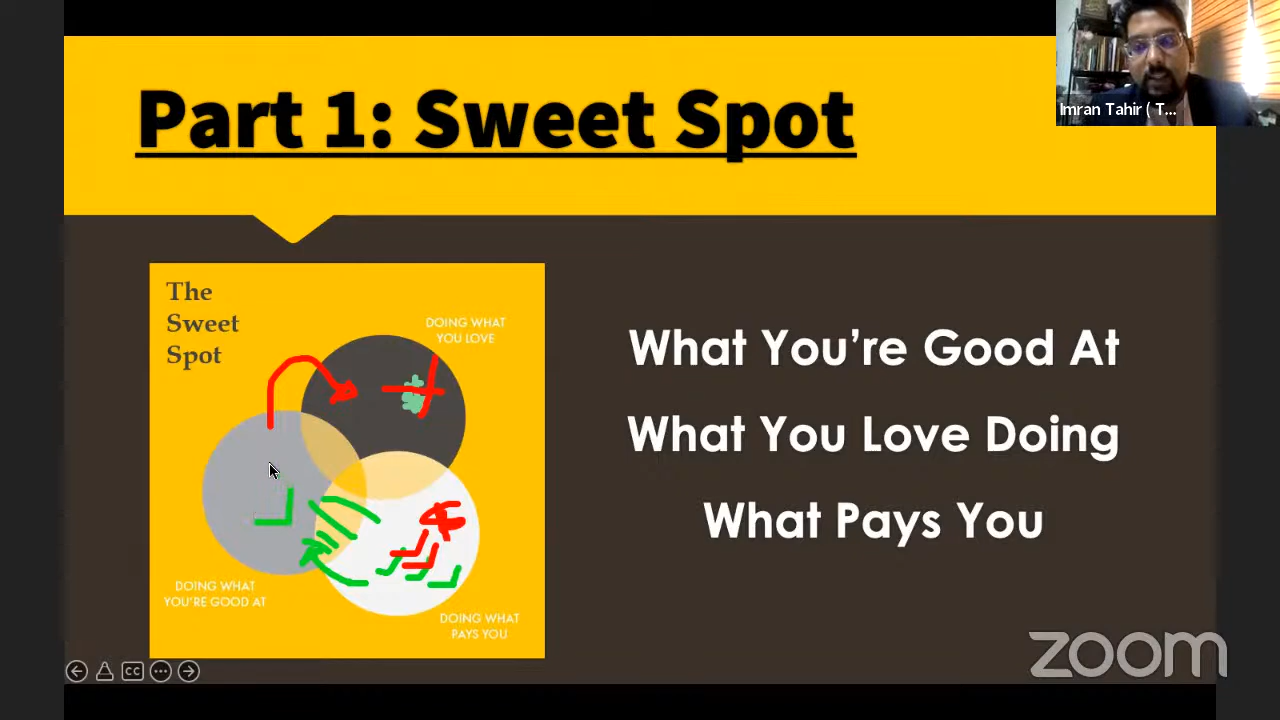 Part 1: Sweet Spot
Imran Tahir ( T...
The
Sweet
Spot
DOING WHAT
YOU LOVE
DOING WHAT
YOU'RE GOOD AT
DOING WHAT
PAYS YOU
What You’re Good At
What You Love Doing
What Pays You
CC
zoom